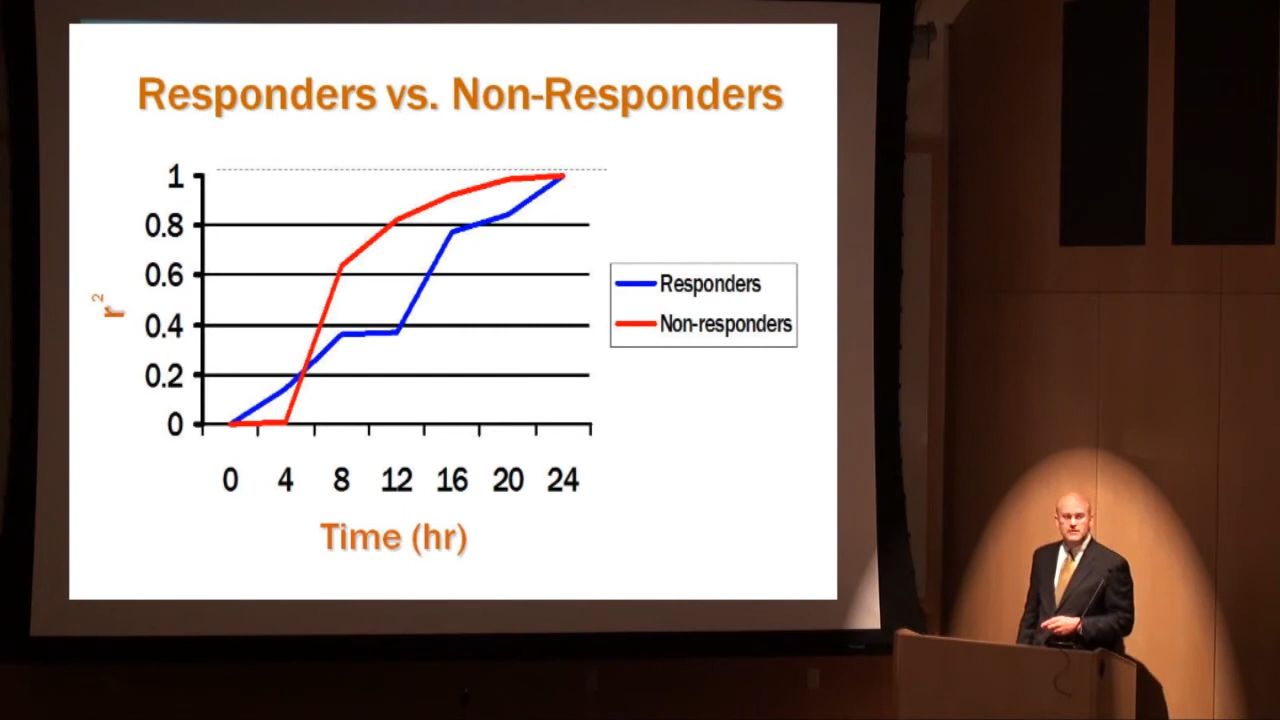 Responders vs. Non-Responders
1
0.8
0.6
0.4
0.2
0
r²
0 4 8 12 16 20 24
Time (hr)
Responders
Non-responders